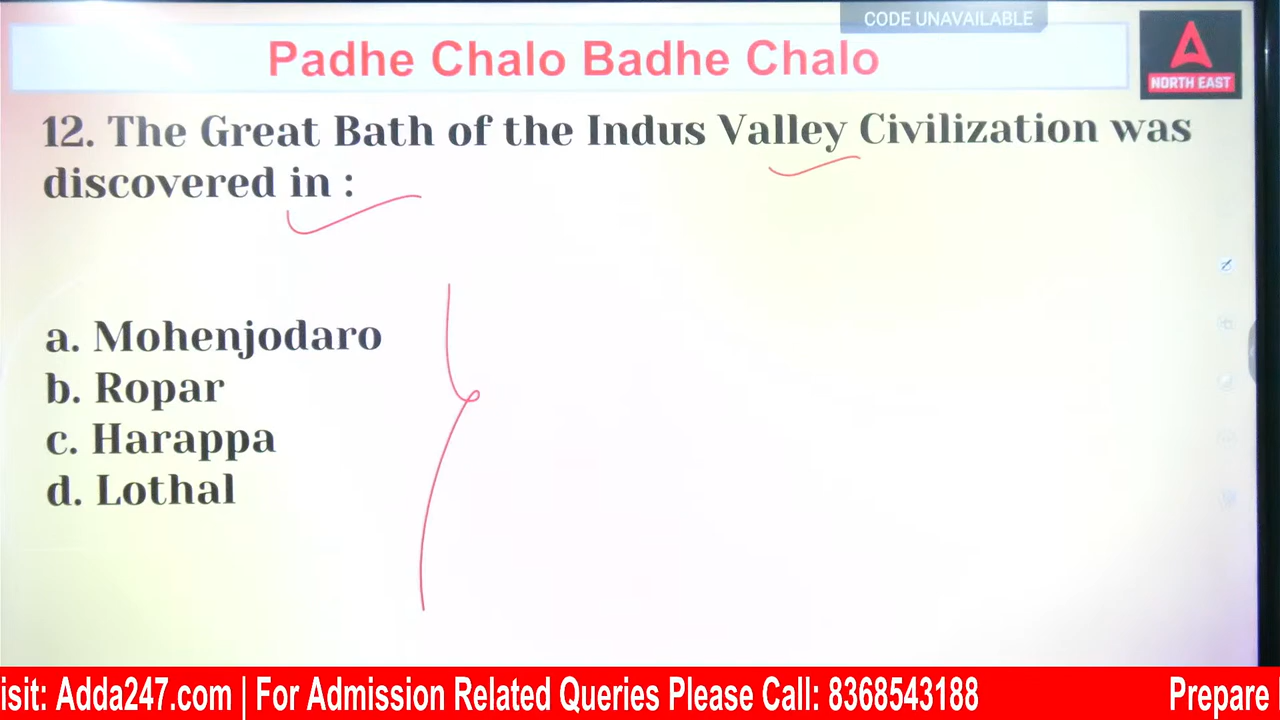 CODE UNAVAILABLE
Padhe Chalo Badhe Chalo
NORTH EAST
12. The Great Bath of the Indus Valley Civilization was
discovered in :
a. Mohenjodaro
b. Ropar
c. Harappa
d. Lothal
isit: Adda247.com | For Admission Related Queries Please Call: 8368543188 Prepare